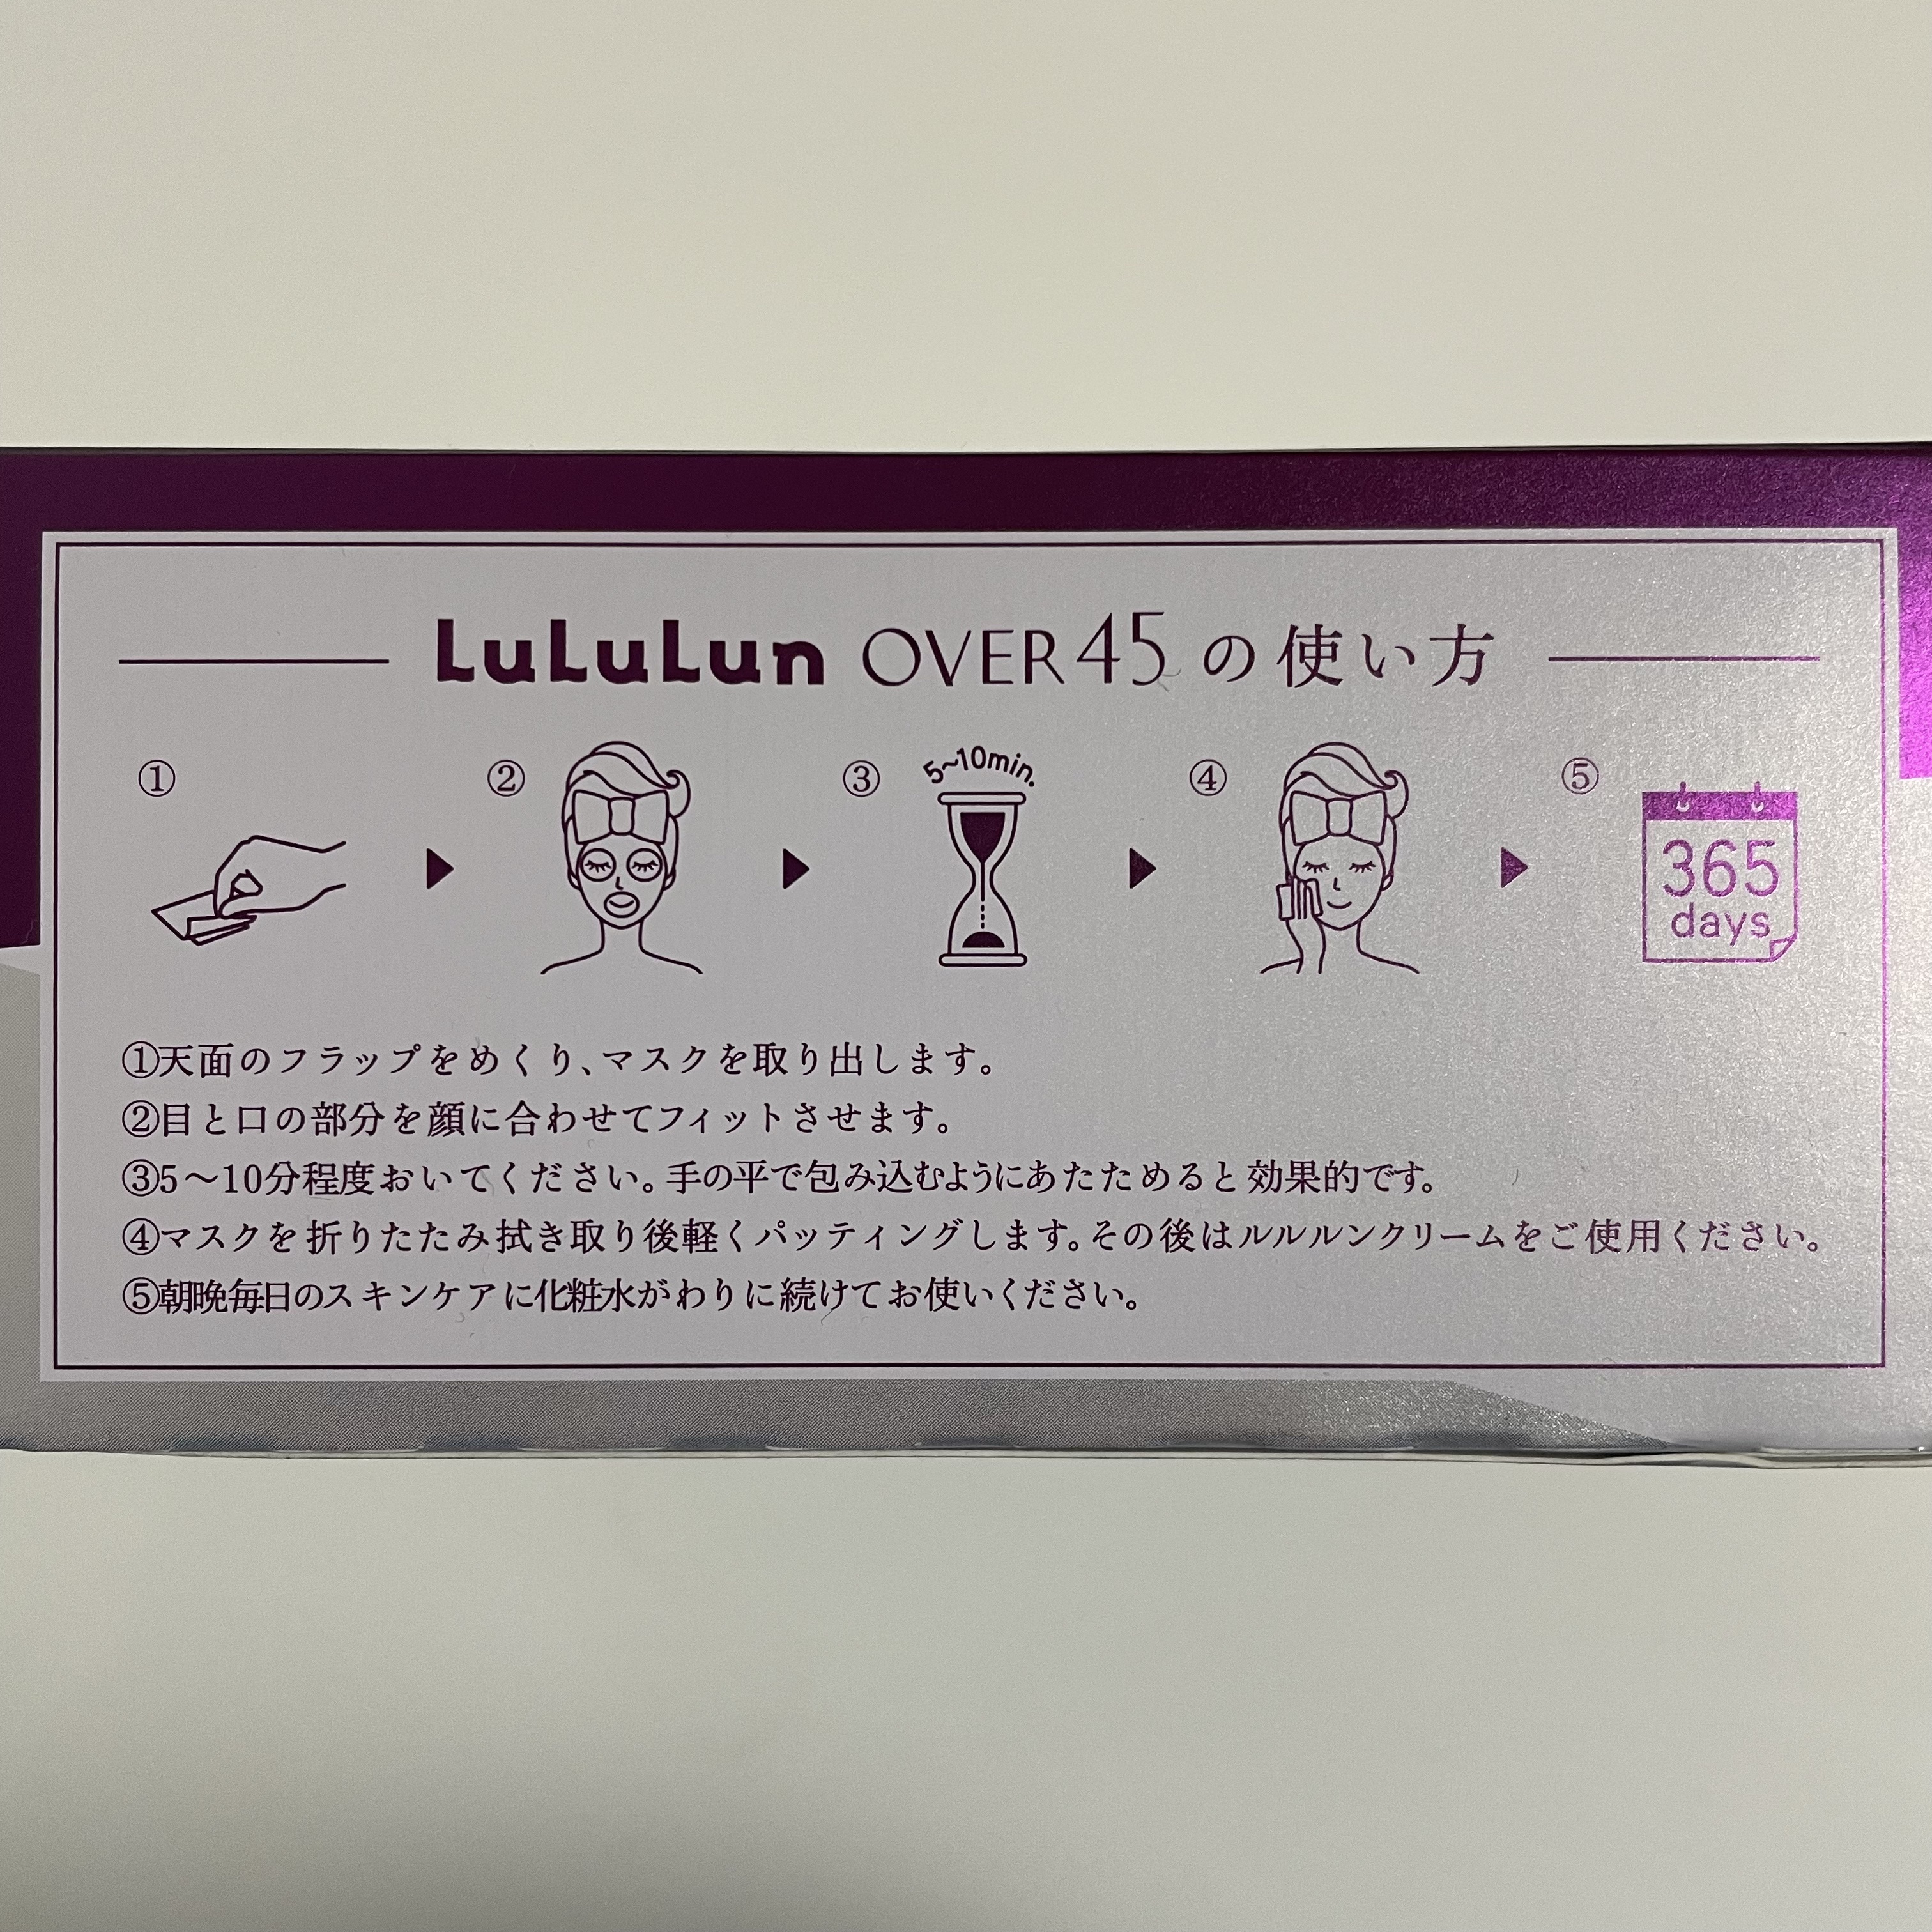 LuLuLun OVER45の使い方
① ② ③ 5~10min. ④ ⑤
365
days
①天面のフラップをめくり、マスクを取り出します。
②目と口の部分を顔に合わせてフィットさせます。
③5〜10分程度おいてください。手の平で包み込むようにあたためると効果的です。
④マスクを折りたたみ拭き取り後軽くパッティングします。その後はルルルンクリームをご使用ください。
⑤朝晩毎日のスキンケアに化粧水がわりに続けてお使いください。